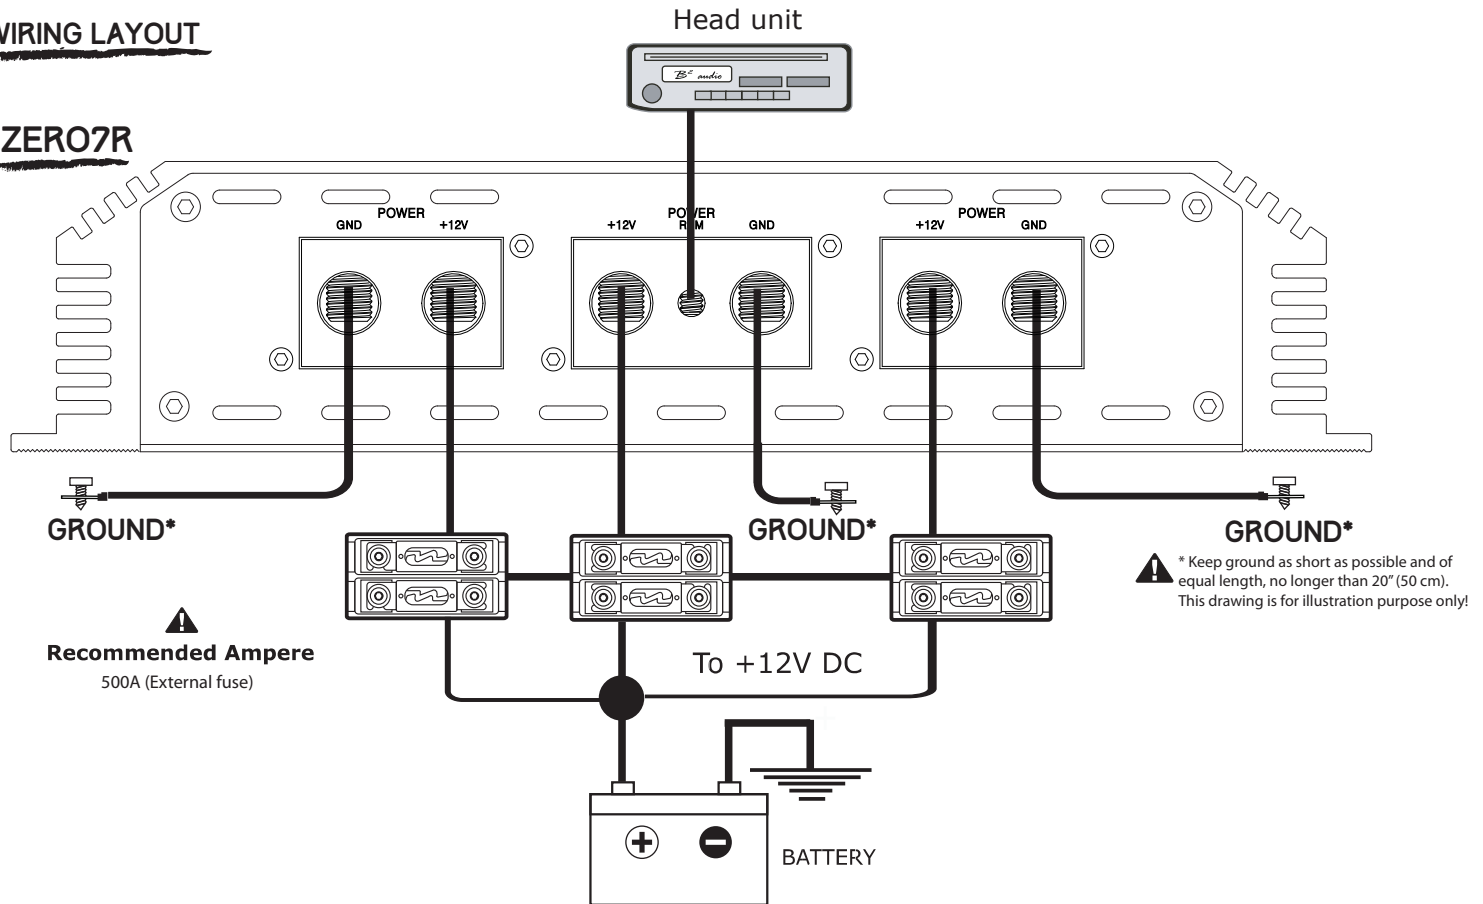 Head unit
WIRING LAYOUT
B² audio
ZERO7R
POWER
GND +12V
POWER
+12V REM GND
POWER
+12V GND
GROUND*
GROUND*
GROUND*
* Keep ground as short as possible and of
equal length, no longer than 20" (50 cm).
This drawing is for illustration purpose only!
Recommended Ampere
500A (External fuse)
To +12V DC
BATTERY